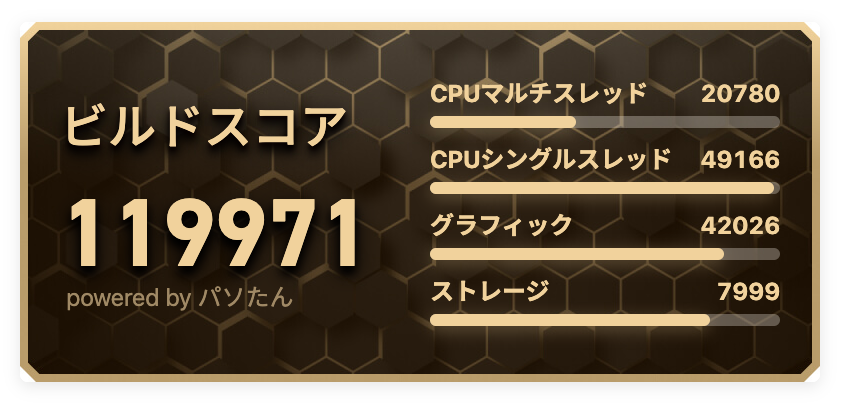 ビルドスコア
119971
powered by パソたん
CPUマルチスレッド 20780
CPUシングルスレッド 49166
グラフィック 42026
ストレージ 7999